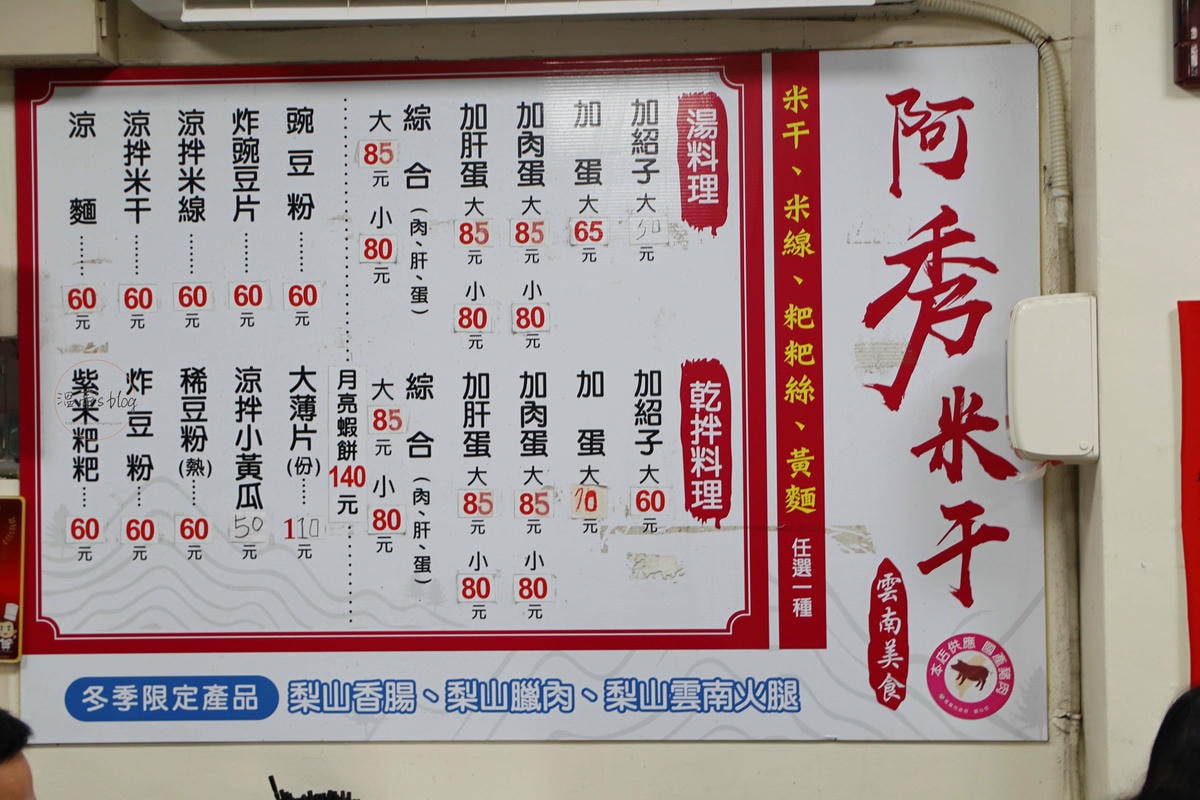 阿秀米干
雲南美食
本店供應 國產豬肉
米干、米線、粑粑絲、黃麵 任選一種
湯料理
加紹子 大50元
加蛋 大65元
加肉蛋 大85元 小80元
加肝蛋 大85元 小80元
綜合(肉、肝、蛋)
大85元 小80元
乾拌料理
加紹子 大60元
加蛋 大70元
加肉蛋 大85元 小80元
加肝蛋 大85元 小80元
綜合(肉、肝、蛋)
大85元 小80元
月亮蝦餅140元
豌豆粉……60元
炸豌豆片……60元
涼拌米線……60元
涼拌米干……60元
涼麵……60元
大薄片(份)……110元
涼拌小黃瓜50元
稀豆粉(熱)……60元
炸豆粉……60元
紫米粑粑……60元
冬季限定產品 梨山香腸、梨山臘肉、梨山雲南火腿